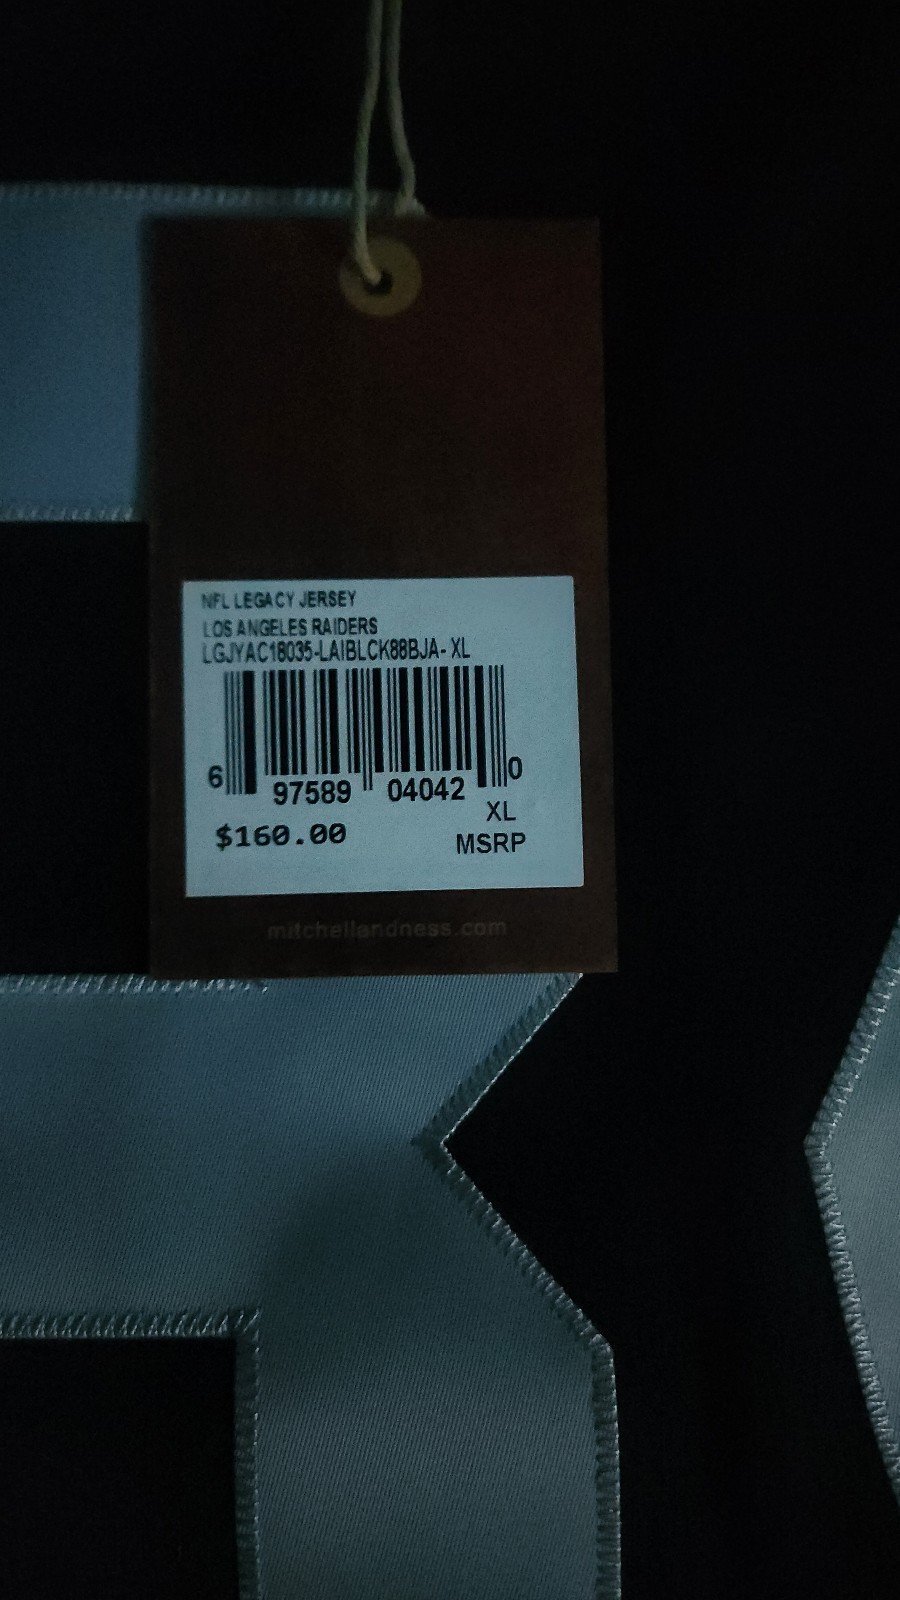 NFL LEGACY JERSEY
LOS ANGELES RAIDERS
LGJYAC18035-LAIBLCK88BJA- XL
6 97589 04042 0
XL
$160.00
MSRP
mitchellandness.com